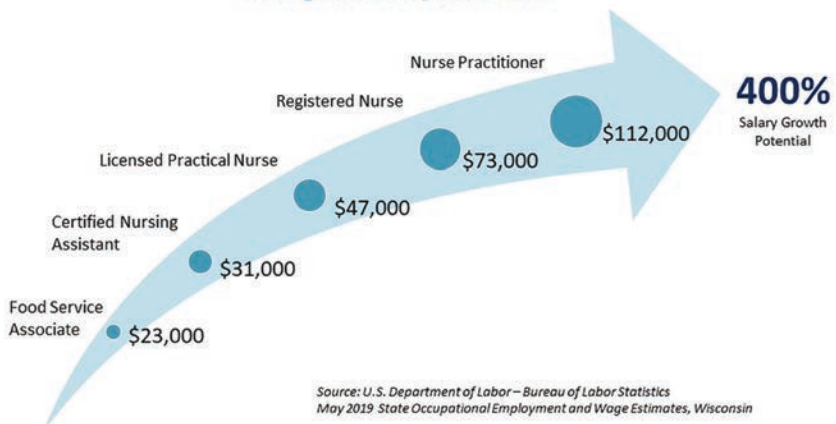 Nurse Practitioner
Registered Nurse
Licensed Practical Nurse
Certified Nursing
Assistant
Food Service
Associate
$23,000
$31,000
$47,000
$73,000
$112,000
400%
Salary Growth
Potential
Source: U.S. Department of Labor – Bureau of Labor Statistics
May 2019 State Occupational Employment and Wage Estimates, Wisconsin